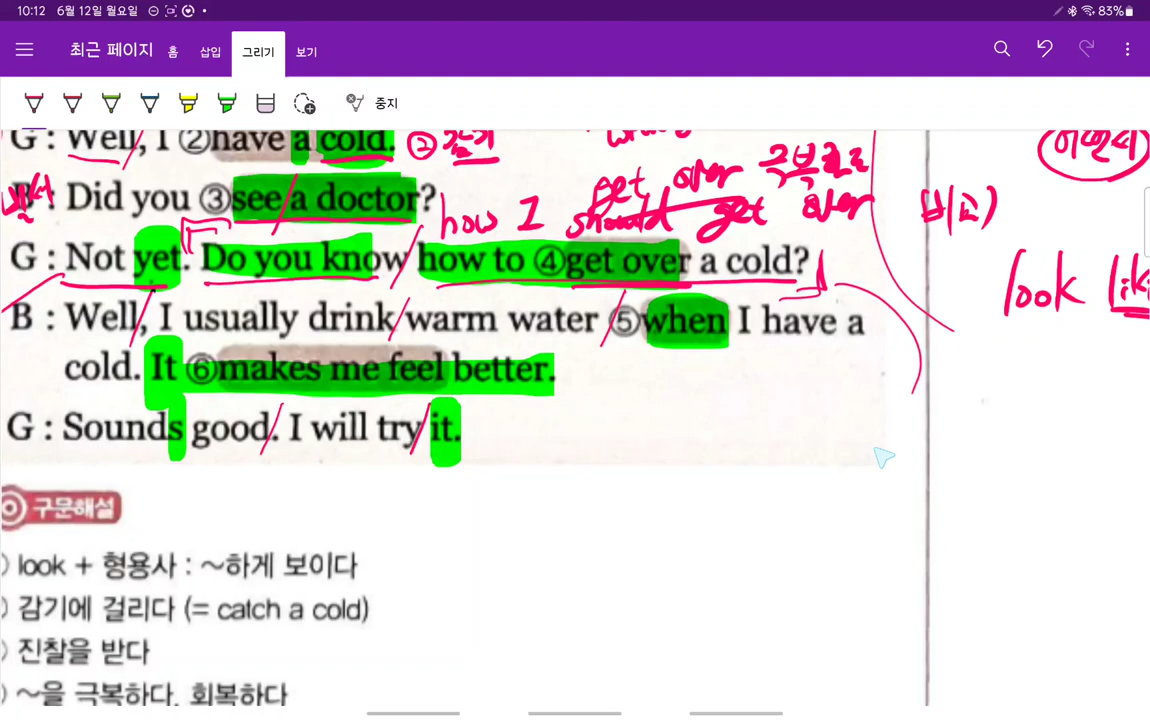 10:12 6월 12일 월요일 83%
최근 페이지 홈 삽입 그리기 보기
중지
G : Well, I ②have a cold. ② 감기
get over 극복하다
Did you ③see a doctor?
how I should get over
G : Not yet. Do you know how to ④get over a cold?
look lik
B : Well, I usually drink warm water ⑤when I have a
cold. It ⑥makes me feel better.
G : Sounds good. I will try it.
구문해설
) look + 형용사 : ~하게 보이다
) 감기에 걸리다 (= catch a cold)
) 진찰을 받다
) ~을 극복하다, 회복하다